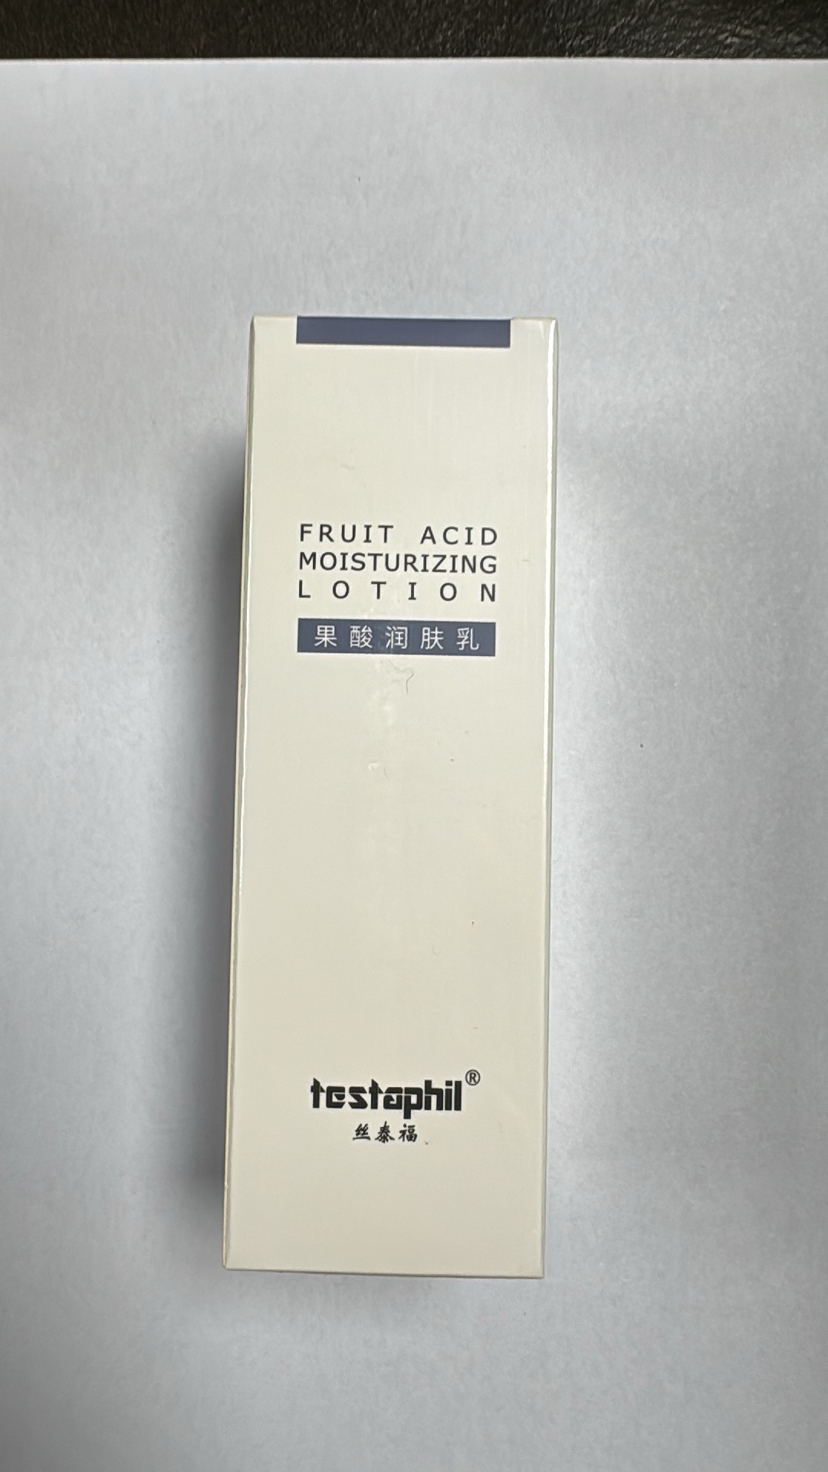 FRUIT ACID
MOISTURIZING
LOTION
果酸润肤乳
testaphil®
丝泰福